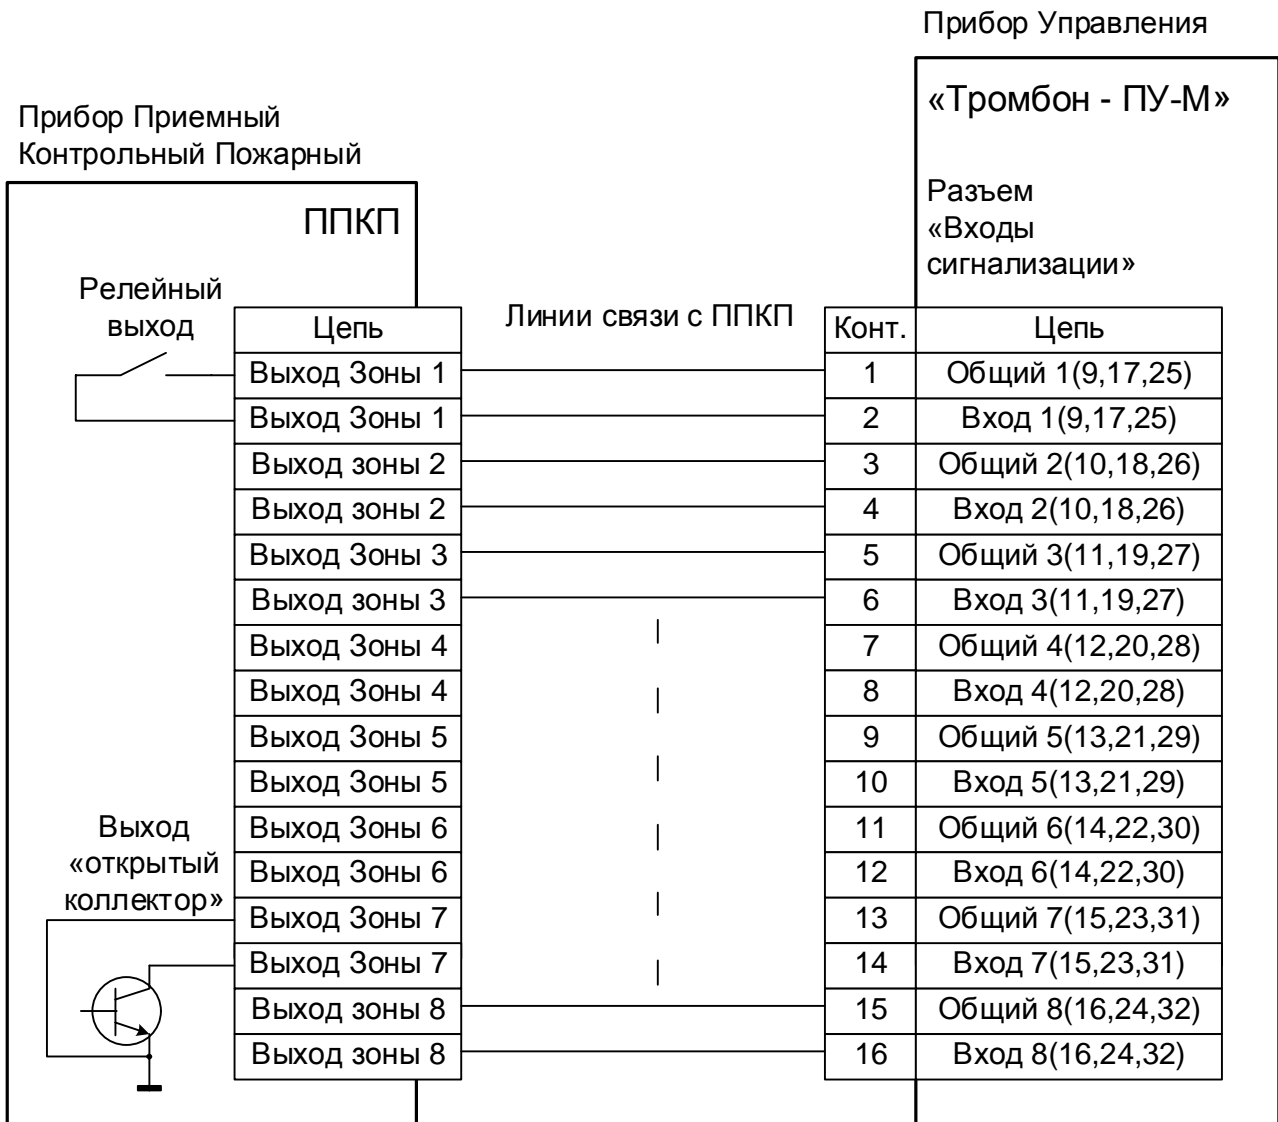 Прибор Управления
«Тромбон - ПУ-М»
Прибор Приемный
Контрольный Пожарный
ППКП
Разъем
«Входы
сигнализации»
Релейный
выход
Линии связи с ППКП
Цепь
Конт.
Цепь
Выход Зоны 1
1
Общий 1(9,17,25)
Выход Зоны 1
2
Вход 1(9,17,25)
Выход зоны 2
3
Общий 2(10,18,26)
Выход зоны 2
4
Вход 2(10,18,26)
Выход Зоны 3
5
Общий 3(11,19,27)
Выход зоны 3
6
Вход 3(11,19,27)
Выход Зоны 4
7
Общий 4(12,20,28)
Выход Зоны 4
8
Вход 4(12,20,28)
Выход Зоны 5
9
Общий 5(13,21,29)
Выход Зоны 5
10
Вход 5(13,21,29)
Выход
«открытый
коллектор»
Выход Зоны 6
11
Общий 6(14,22,30)
Выход Зоны 6
12
Вход 6(14,22,30)
Выход Зоны 7
13
Общий 7(15,23,31)
Выход Зоны 7
14
Вход 7(15,23,31)
Выход зоны 8
15
Общий 8(16,24,32)
Выход зоны 8
16
Вход 8(16,24,32)